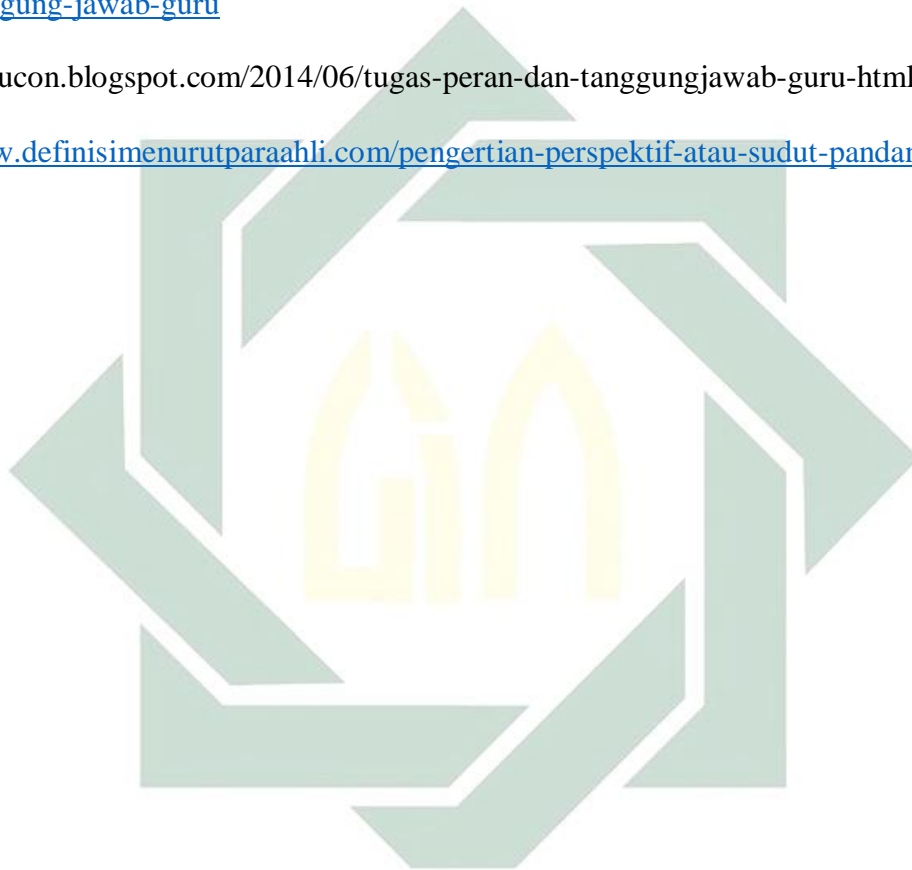 gung-jawab-guru
ucon.blogspot.com/2014/06/tugas-peran-dan-tanggungjawab-guru-html
w.definisimenurutparaahli.com/pengertian-perspektif-atau-sudut-pandan
uin